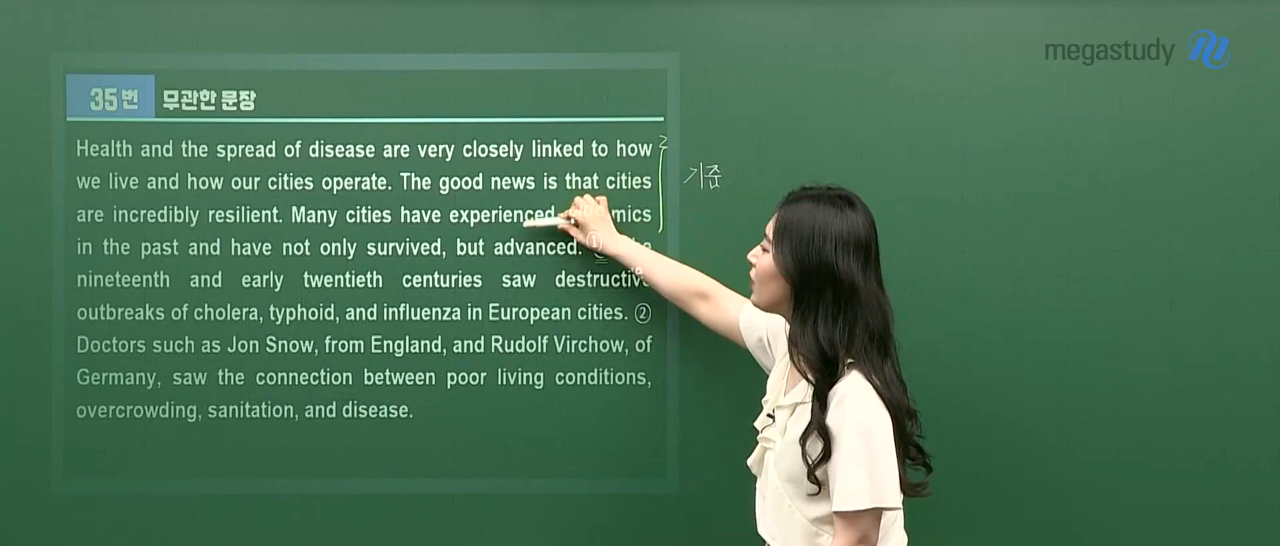 megastudy
35번 무관한 문장
Health and the spread of disease are very closely linked to how
we live and how our cities operate. The good news is that cities
are incredibly resilient. Many cities have experienced
in the past and have not only survived, but advanced. ①
nineteenth and early twentieth centuries saw destructive
outbreaks of cholera, typhoid, and influenza in European cities. ②
Doctors such as Jon Snow, from England, and Rudolf Virchow, of
Germany, saw the connection between poor living conditions,
overcrowding, sanitation, and disease.
기준